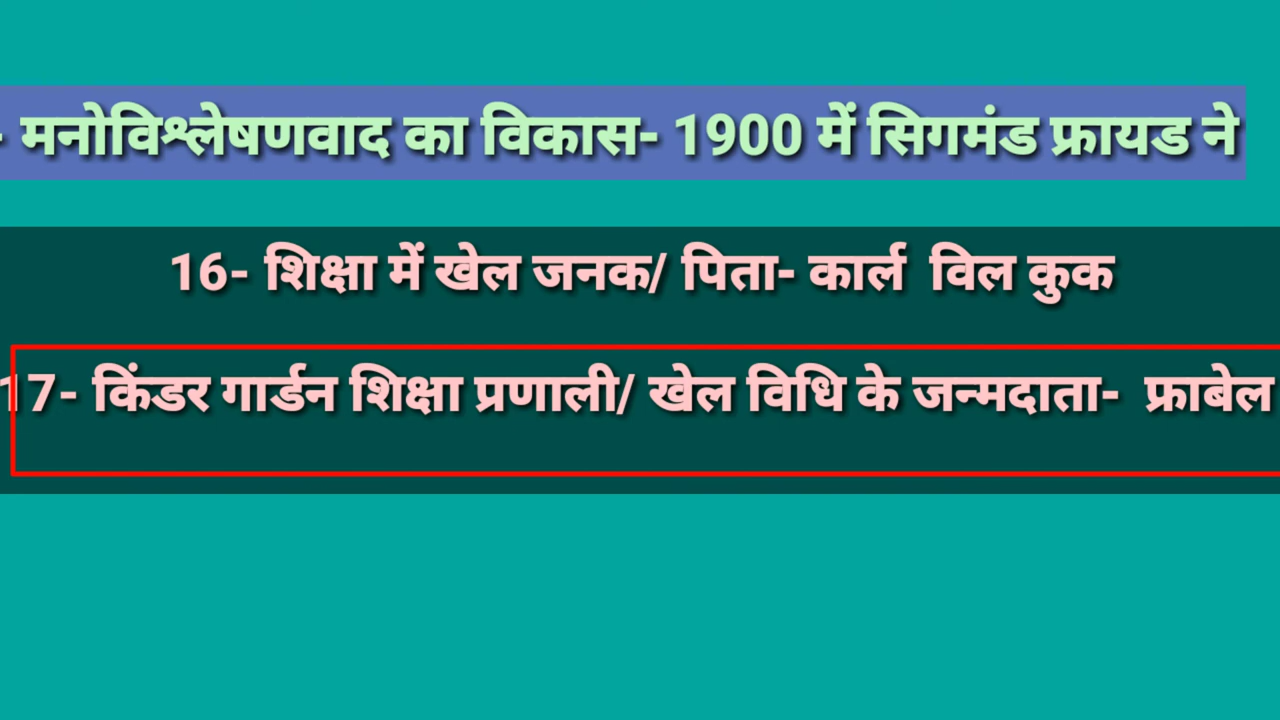 - मनोविश्लेषणवाद का विकास- 1900 में सिगमंड फ्रायड ने
16- शिक्षा में खेल जनक/ पिता- कार्ल विल कुक
17- किंडर गार्डन शिक्षा प्रणाली/ खेल विधि के जन्मदाता- फ्राबेल